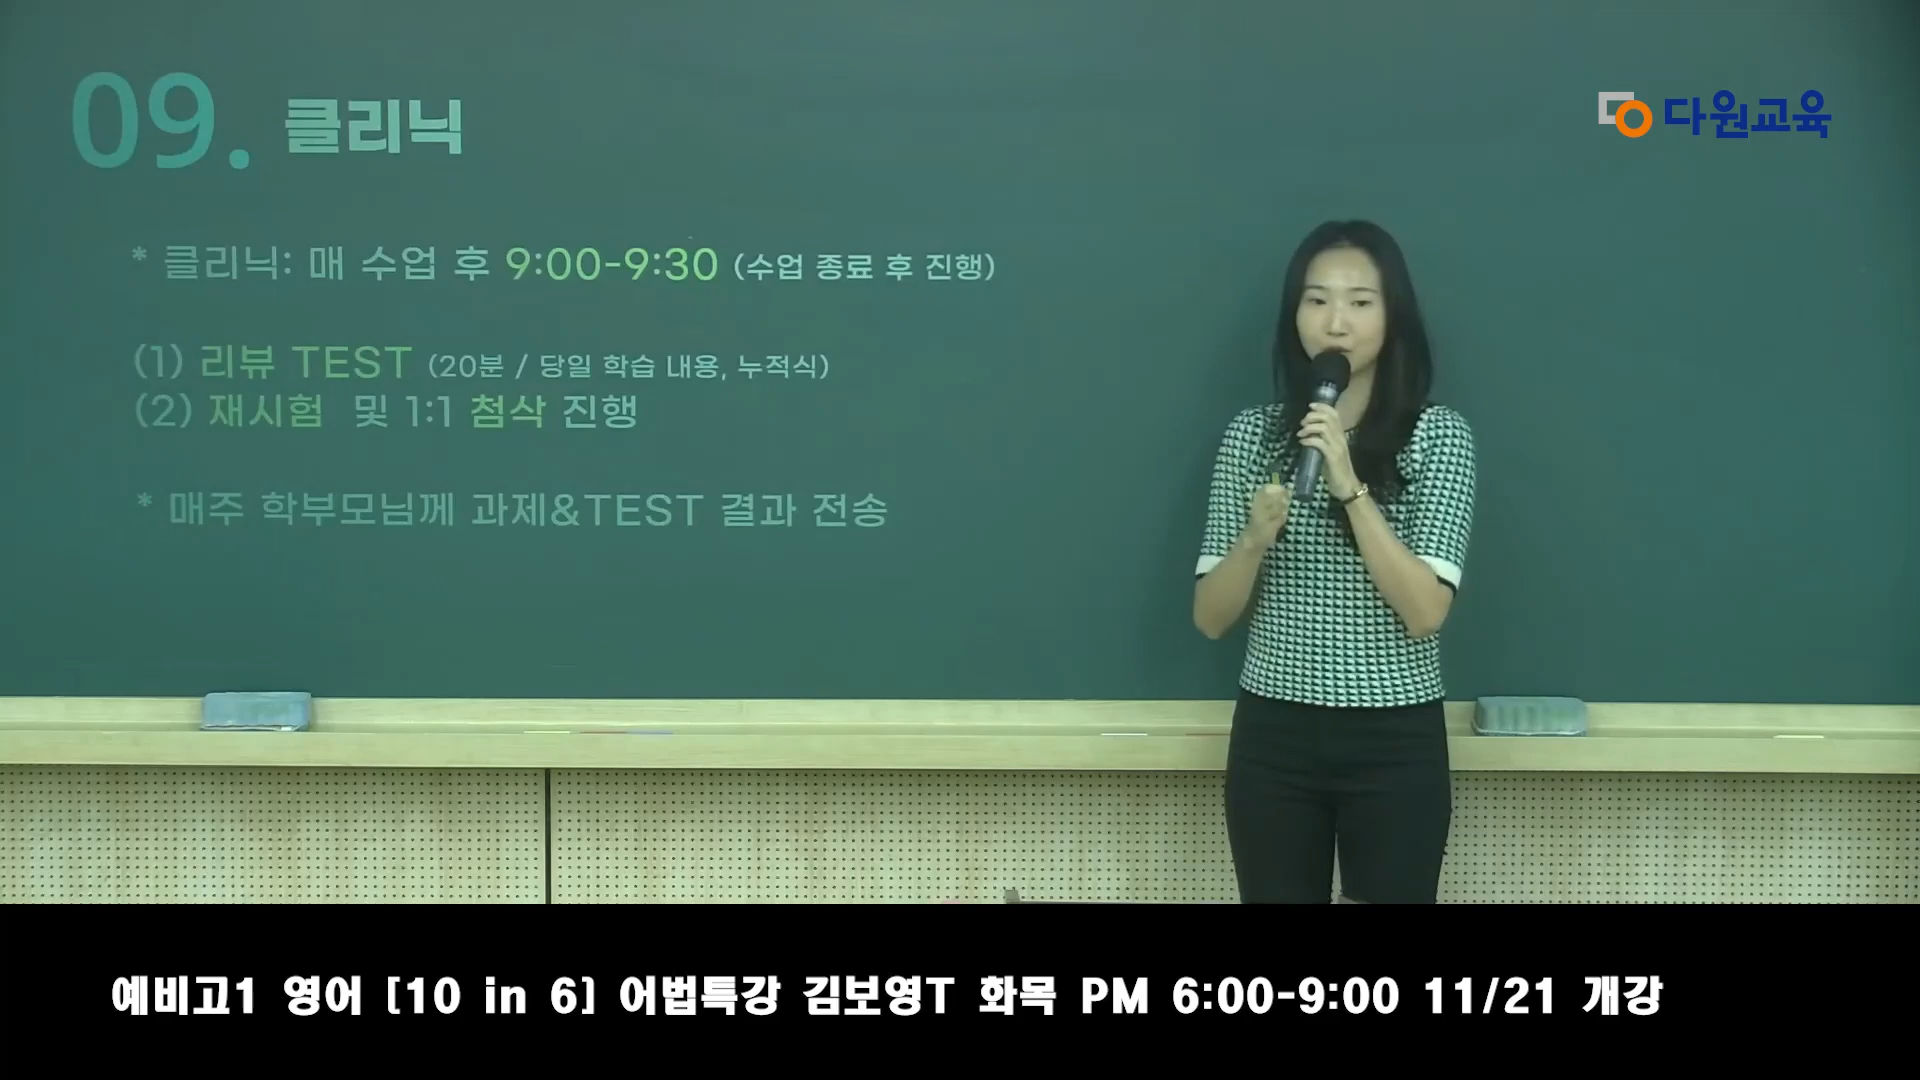 09. 클리닉
다원교육
* 클리닉: 매 수업 후 9:00-9:30 (수업 종료 후 진행)
(1) 리뷰 TEST (20분 / 당일 학습 내용, 누적식)
(2) 재시험 및 1:1 첨삭 진행
* 매주 학부모님께 과제&TEST 결과 전송
예비고1 영어 [10 in 6] 어법특강 김보영T 화목 PM 6:00-9:00 11/21 개강